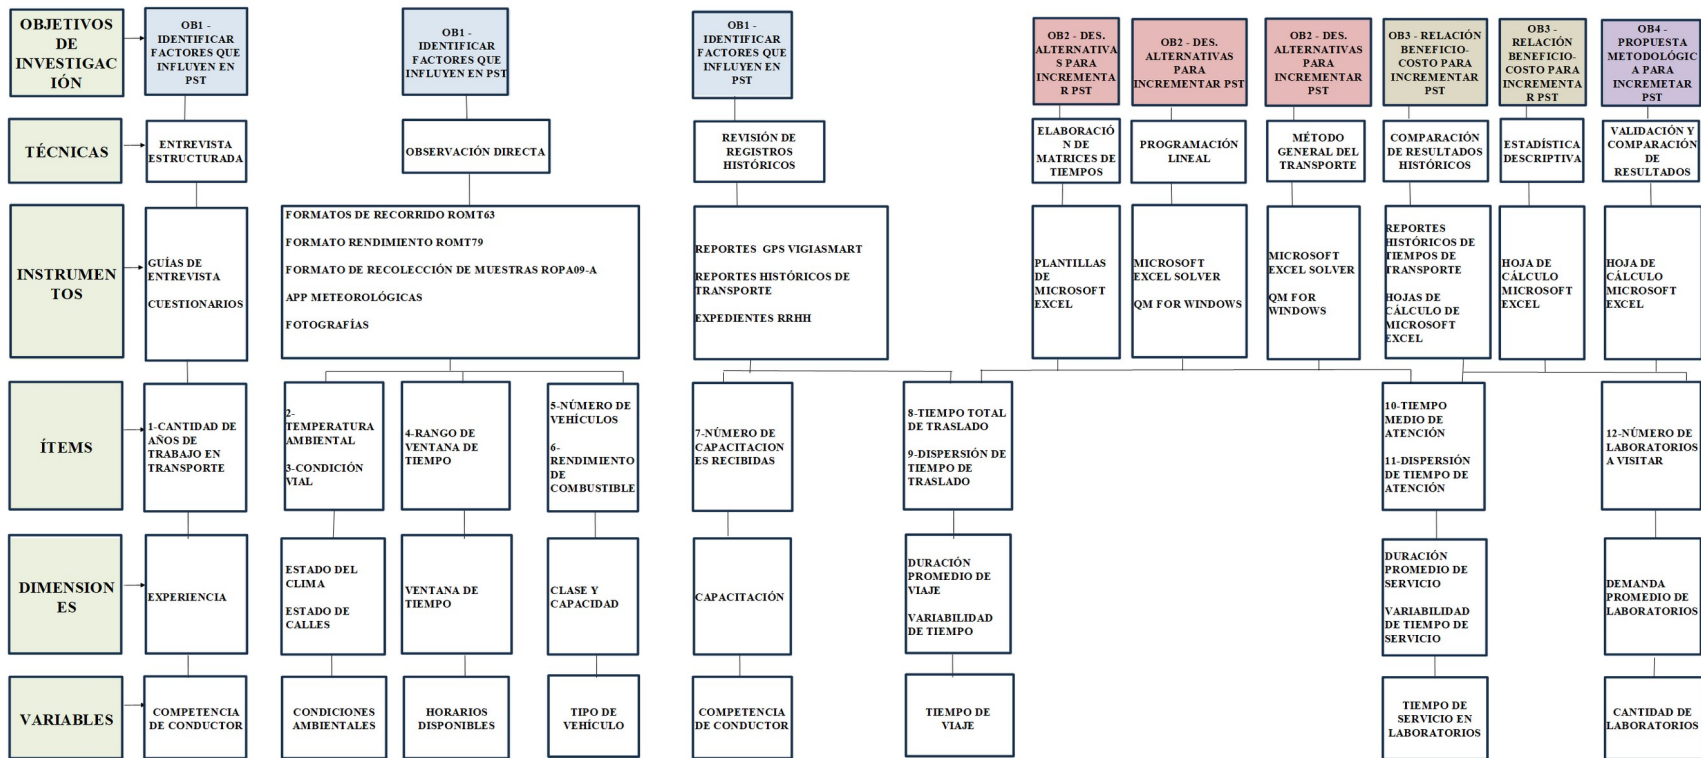 OBJETIVOS
DE
INVESTIGA
CIÓN
OB1 -
IDENTIFICAR
FACTORES QUE
INFLUYEN EN
PST
OB1 -
IDENTIFICAR
FACTORES QUE
INFLUYEN EN PST
OB1 -
IDENTIFICAR
FACTORES QUE
INFLUYEN EN
PST
OB2 - DES.
ALTERNATIVA
S PARA
INCREMENTA
R PST
OB2 - DES.
ALTERNATIVAS
PARA
INCREMENTAR PST
OB2 - DES.
ALTERNATIVAS
PARA
INCREMENTAR
PST
OB3 - RELACIÓN
BENEFICIO-
COSTO PARA
INCREMENTAR
PST
OB3 -
RELACIÓN
BENEFICIO-
COSTO PARA
INCREMENTA
R PST
OB4 -
PROPUESTA
METODOLÓGIC
A PARA
INCREMETAR
PST
TÉCNICAS
ENTREVISTA
ESTRUCTURADA
OBSERVACIÓN DIRECTA
REVISIÓN DE
REGISTROS
HISTÓRICOS
ELABORACIÓ
N DE
MATRICES DE
TIEMPOS
PROGRAMACIÓN
LINEAL
MÉTODO
GENERAL DEL
TRANSPORTE
COMPARACIÓN
DE RESULTADOS
HISTÓRICOS
ESTADÍSTICA
DESCRIPTIVA
VALIDACIÓN Y
COMPARACIÓN
DE
RESULTADOS
INSTRUMEN
TOS
GUÍAS DE
ENTREVISTA
CUESTIONARIOS
FORMATOS DE RECORRIDO ROMT63
FORMATO RENDIMIENTO ROMT79
FORMATO DE RECOLECCIÓN DE MUESTRAS ROPA09-A
APP METEOROLÓGICAS
FOTOGRAFÍAS
REPORTES GPS VIGIASMART
REPORTES HISTÓRICOS DE
TRANSPORTE
EXPEDIENTES RRHH
PLANTILLAS
DE
MICROSOFT
EXCEL
MICROSOFT
EXCEL SOLVER
QM FOR WINDOWS
MICROSOFT
EXCEL SOLVER
QM FOR
WINDOWS
REPORTES
HISTÓRICOS DE
TIEMPOS DE
TRANSPORTE
HOJAS DE
CÁLCULO DE
MICROSOFT
EXCEL
HOJA DE
CÁLCULO
MICROSOFT
EXCEL
HOJA DE
CÁLCULO
MICROSOFT
EXCEL
ÍTEMS
1-CANTIDAD DE
AÑOS DE
TRABAJO EN
TRANSPORTE
2-
TEMPERATURA
AMBIENTAL
3-CONDICIÓN
VIAL
4-RANGO DE
VENTANA DE
TIEMPO
5-NÚMERO DE
VEHÍCULOS
6-
RENDIMIENTO
DE
COMBUSTIBLE
7-NÚMERO DE
CAPACITACION
ES RECIBIDAS
8-TIEMPO TOTAL
DE TRASLADO
9-DISPERSIÓN DE
TIEMPO DE
TRASLADO
10-TIEMPO
MEDIO DE
ATENCIÓN
11-DISPERSIÓN
DE TIEMPO DE
ATENCIÓN
12-NÚMERO DE
LABORATORIOS
A VISITAR
DIMENSION
ES
EXPERIENCIA
ESTADO DEL
CLIMA
ESTADO DE
CALLES
VENTANA DE
TIEMPO
CLASE Y
CAPACIDAD
CAPACITACIÓN
DURACIÓN
PROMEDIO DE
VIAJE
VARIABILIDAD
DE TIEMPO
DURACIÓN
PROMEDIO DE
SERVICIO
VARIABILIDAD
DE TIEMPO DE
SERVICIO
DEMANDA
PROMEDIO DE
LABORATORIOS
VARIABLES
COMPETENCIA
DE CONDUCTOR
CONDICIONES
AMBIENTALES
HORARIOS
DISPONIBLES
TIPO DE
VEHÍCULO
COMPETENCIA
DE CONDUCTOR
TIEMPO DE
VIAJE
TIEMPO DE
SERVICIO EN
LABORATORIOS
CANTIDAD DE
LABORATORIOS